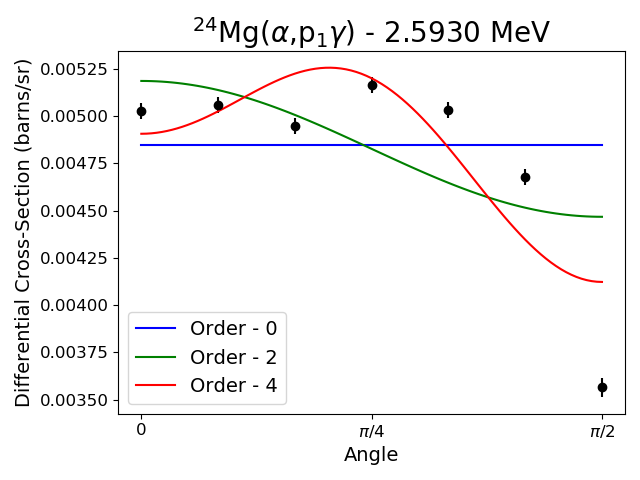 ²⁴Mg(α,p₁γ) - 2.5930 MeV
Differential Cross-Section (barns/sr)
0.00525
0.00500
0.00475
0.00450
0.00425
0.00400
0.00375
0.00350
Order - 0
Order - 2
Order - 4
0
π/4
π/2
Angle